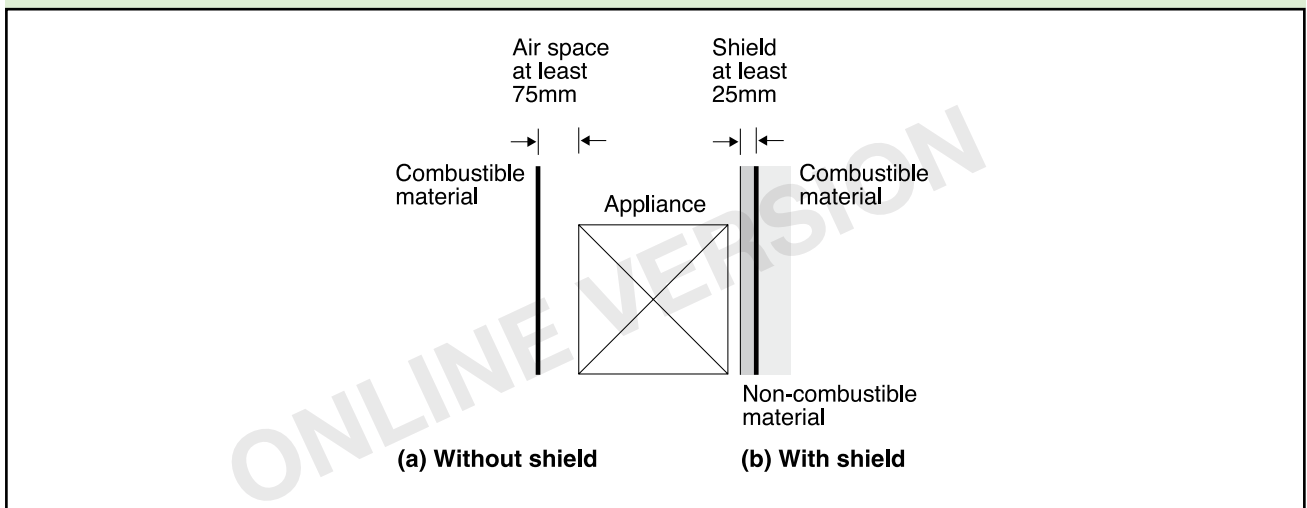 Air space
at least
75mm
Shield
at least
25mm
Combustible
material
Combustible
material
Appliance
Non-combustible
material
(a) Without shield
(b) With shield
ONLINE VERSION